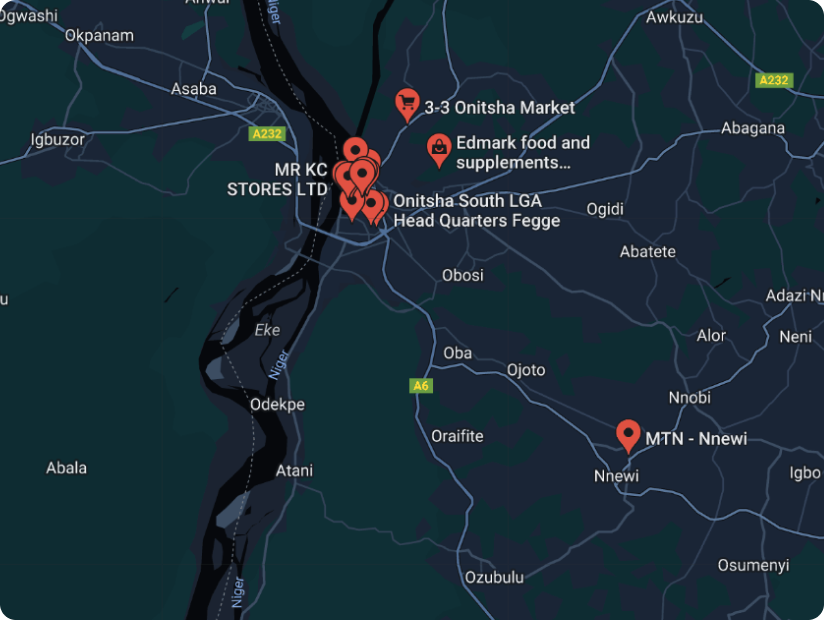 Niger
Ogwashi
Okpanam
Awkuzu
A232
Asaba
3-3 Onitsha Market
Igbuzor
A232
Abagana
Edmark food and
supplements...
MR KC
STORES LTD
Onitsha South LGA
Head Quarters Fegge
Ogidi
Abatete
Obosi
u
Adazi N
Eke
Alor
Neni
Niger
Oba
Ojoto
A6
Odekpe
Nnobi
Oraifite
MTN - Nnewi
Abala
Atani
Nnewi
Igbo
Niger
Ozubulu
Osumenyi